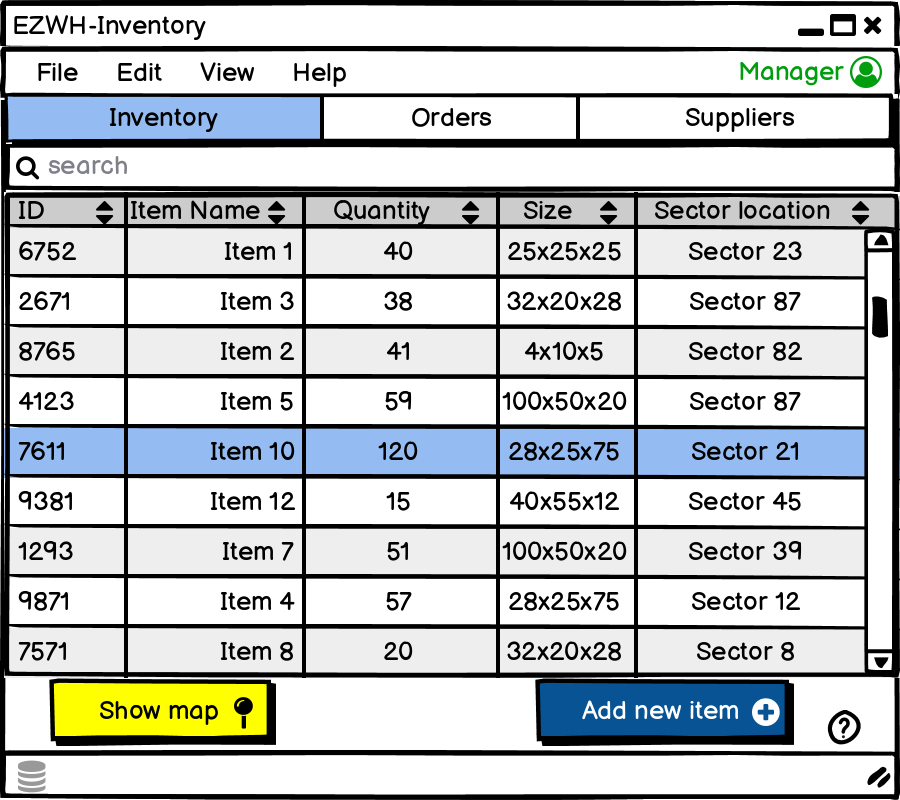 EZWH-Inventory
File Edit View Help Manager
Inventory Orders Suppliers
search
ID Item Name Quantity Size Sector location
6752 Item 1 40 25x25x25 Sector 23
2671 Item 3 38 32x20x28 Sector 87
8765 Item 2 41 4x10x5 Sector 82
4123 Item 5 59 100x50x20 Sector 87
7611 Item 10 120 28x25x75 Sector 21
9381 Item 12 15 40x55x12 Sector 45
1293 Item 7 51 100x50x20 Sector 39
9871 Item 4 57 28x25x75 Sector 12
7571 Item 8 20 32x20x28 Sector 8
Show map Add new item ?